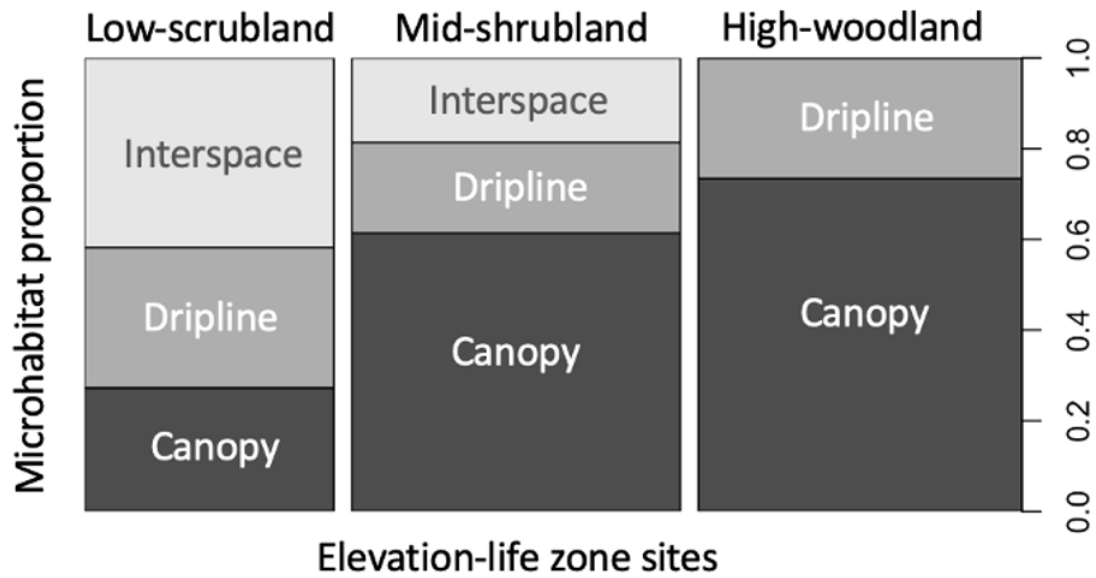 Low-scrubland Mid-shrubland High-woodland
Microhabitat proportion
Interspace
Dripline
Canopy
Interspace
Dripline
Canopy
Dripline
Canopy
1.0
0.8
0.6
0.4
0.2
0.0
Elevation-life zone sites